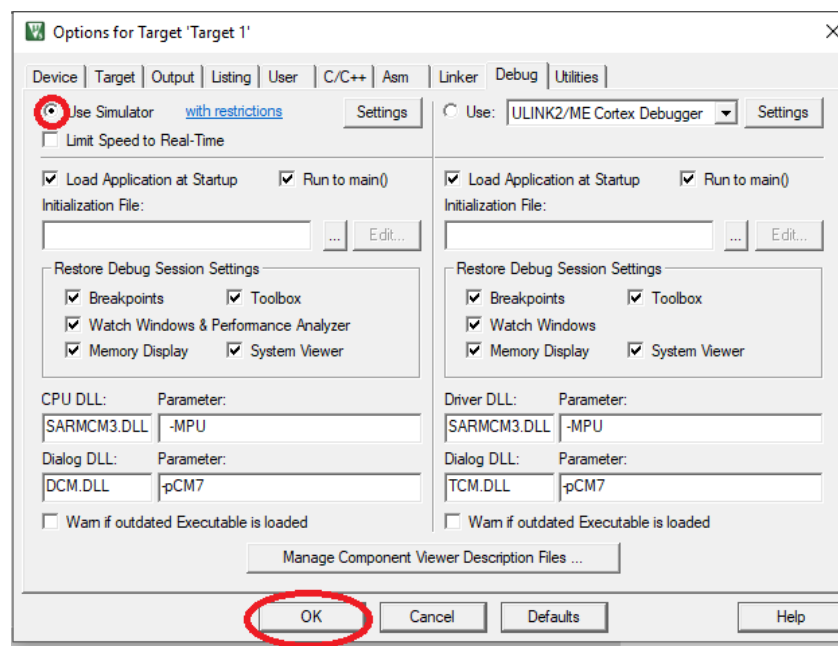 Options for Target 'Target 1'
Device Target Output Listing User C/C++ Asm Linker Debug Utilities
Use Simulator with restrictions Settings
Limit Speed to Real-Time
Use: ULINK2/ME Cortex Debugger Settings
Load Application at Startup Run to main()
Initialization File:
... Edit...
Load Application at Startup Run to main()
Initialization File:
... Edit...
Restore Debug Session Settings
Breakpoints Toolbox
Watch Windows & Performance Analyzer
Memory Display System Viewer
Restore Debug Session Settings
Breakpoints Toolbox
Watch Windows
Memory Display System Viewer
CPU DLL: Parameter:
SARMCM3.DLL -MPU
Dialog DLL: Parameter:
DCM.DLL -pCM7
Warn if outdated Executable is loaded
Driver DLL: Parameter:
SARMCM3.DLL -MPU
Dialog DLL: Parameter:
TCM.DLL -pCM7
Warn if outdated Executable is loaded
Manage Component Viewer Description Files ...
OK Cancel Defaults Help